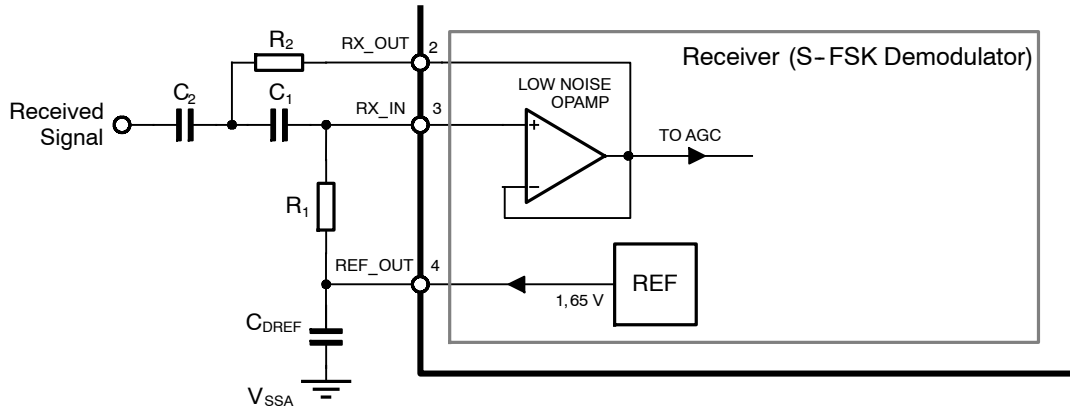 R2
RX_OUT
2
Receiver (S-FSK Demodulator)
C2
C1
RX_IN
3
LOW NOISE
OPAMP
Received
Signal
+
−
TO AGC
R1
REF_OUT
4
1,65 V
REF
CDREF
VSSA